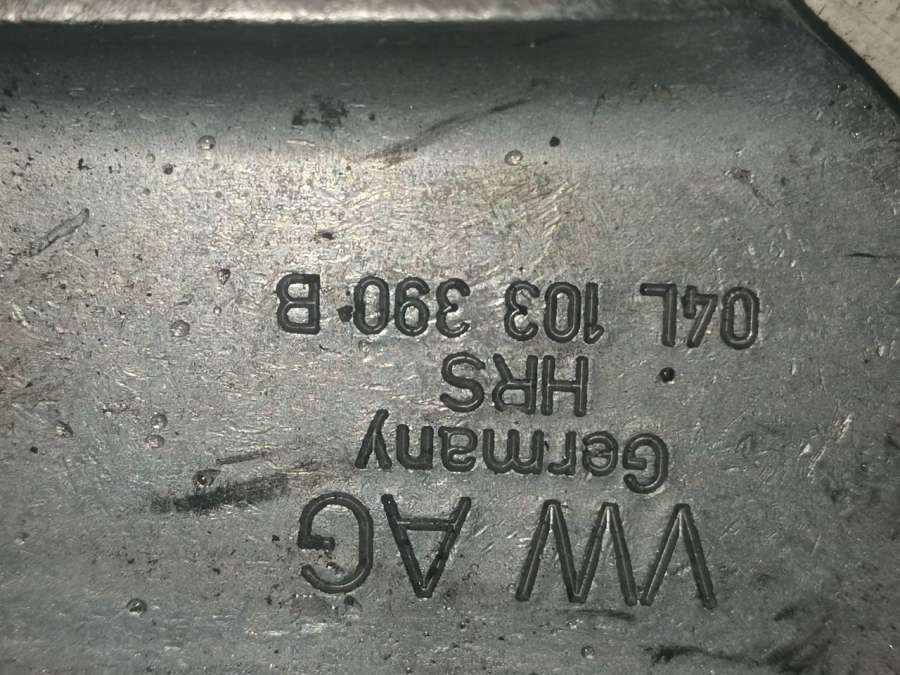 VW AG
Germany
HRS
04L 103 390 B